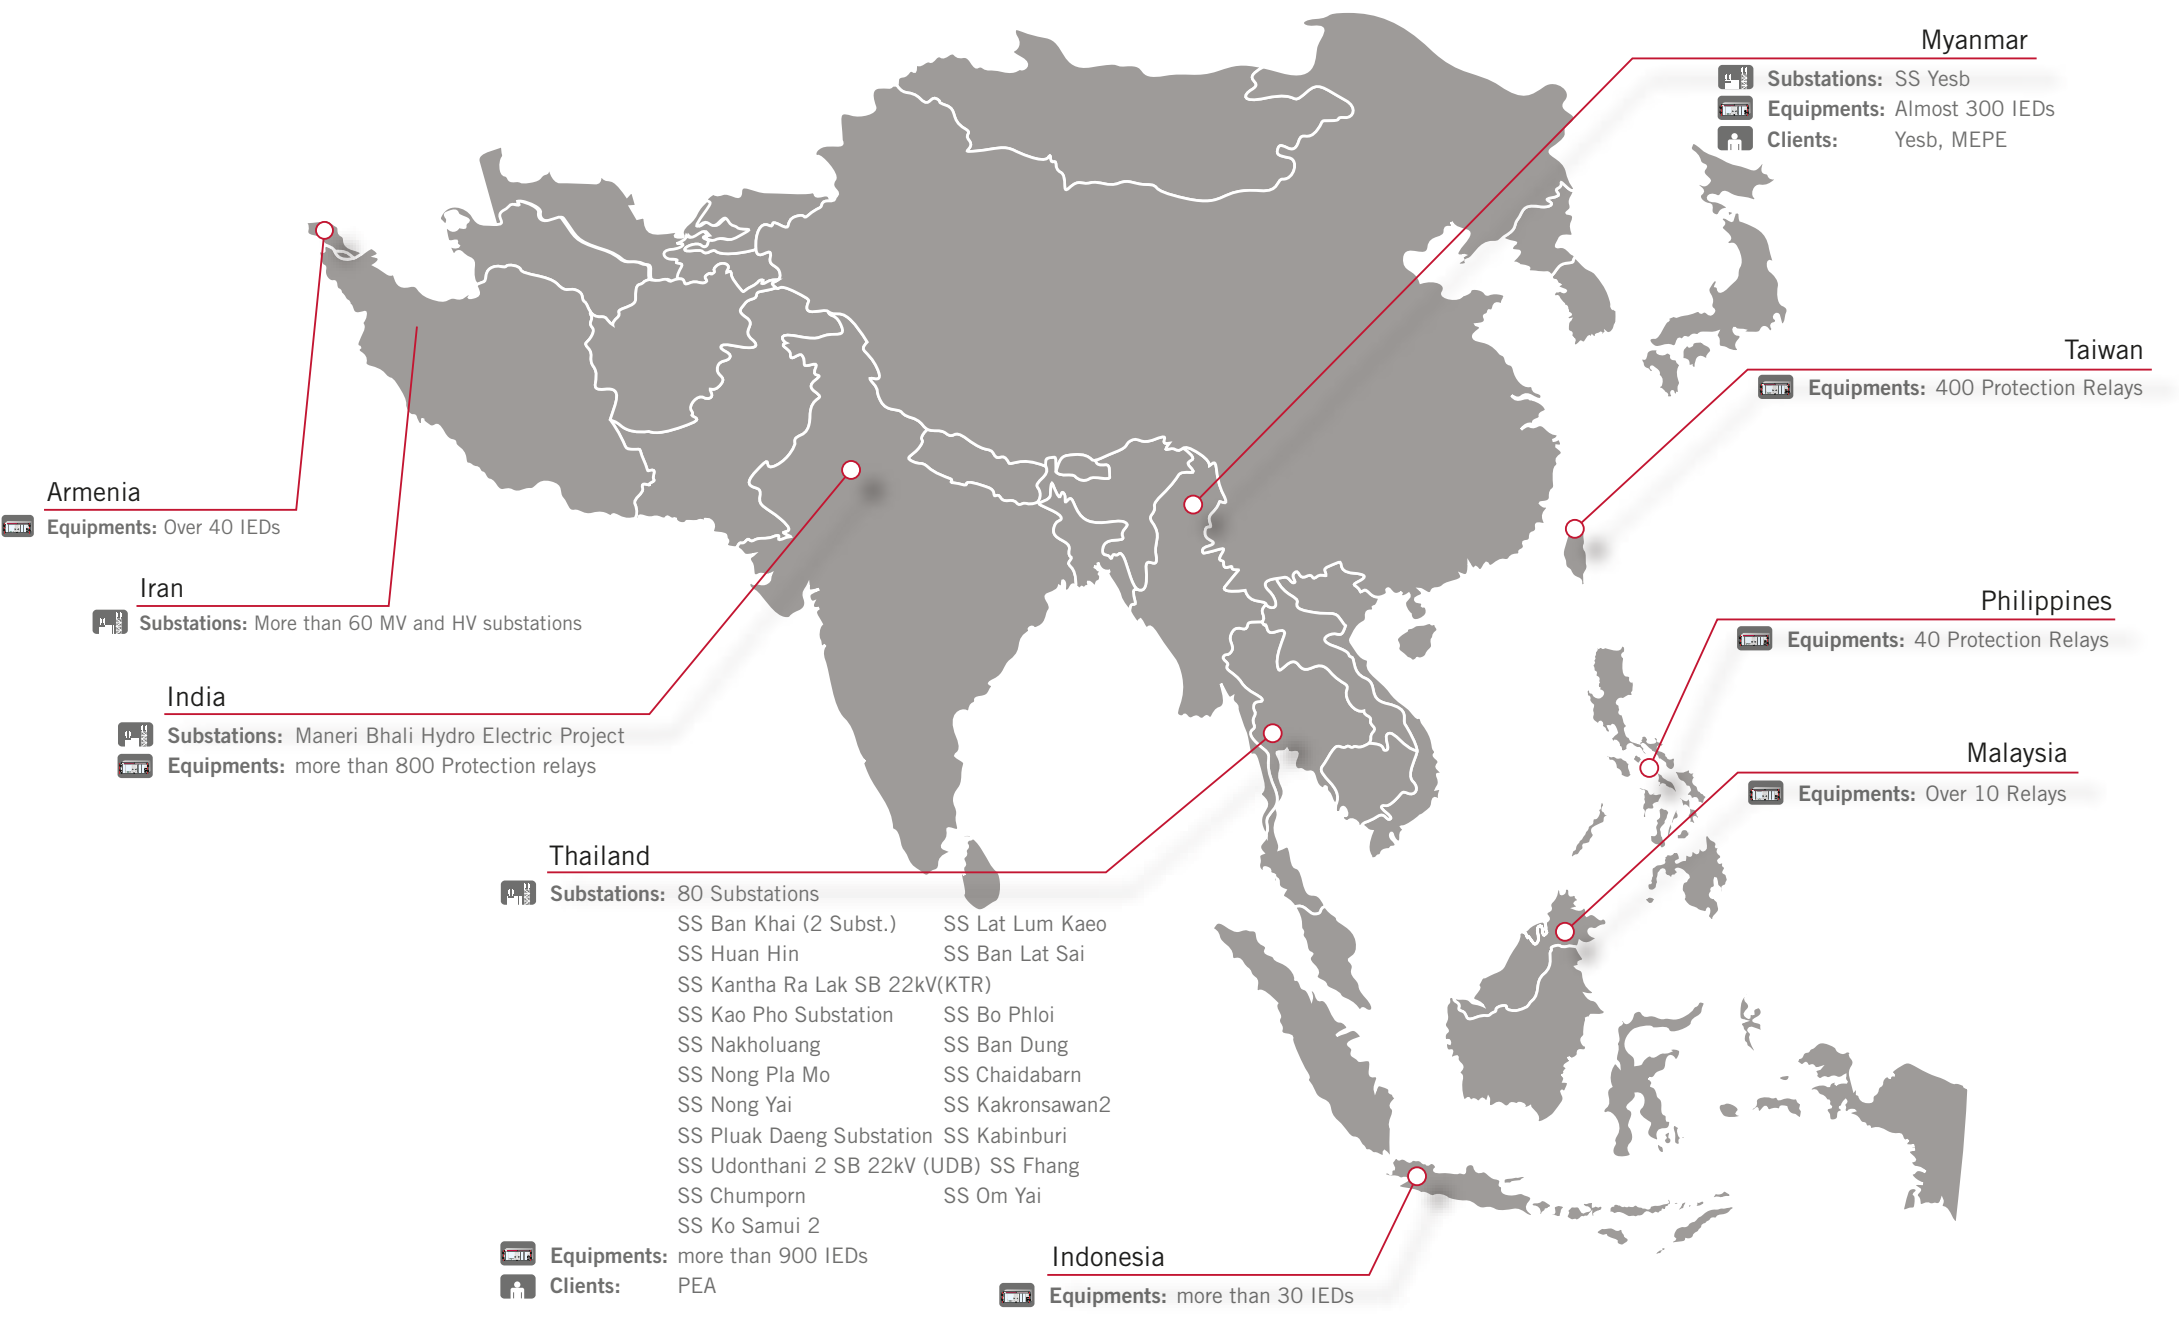 Myanmar
Substations: SS Yesb
Equipments: Almost 300 IEDs
Clients: Yesb, MEPE
Taiwan
Equipments: 400 Protection Relays
Armenia
Equipments: Over 40 IEDs
Iran
Substations: More than 60 MV and HV substations
Philippines
Equipments: 40 Protection Relays
India
Substations: Maneri Bhali Hydro Electric Project
Equipments: more than 800 Protection relays
Malaysia
Equipments: Over 10 Relays
Thailand
Substations: 80 Substations
SS Ban Khai (2 Subst.) SS Lat Lum Kaeo
SS Huan Hin SS Ban Lat Sai
SS Kantha Ra Lak SB 22kV(KTR)
SS Kao Pho Substation SS Bo Phloi
SS Nakholuang SS Ban Dung
SS Nong Pla Mo SS Chaidabarn
SS Nong Yai SS Kakronsawan2
SS Pluak Daeng Substation SS Kabinburi
SS Udonthani 2 SB 22kV (UDB) SS Fhang
SS Chumporn SS Om Yai
SS Ko Samui 2
Equipments: more than 900 IEDs
Clients: PEA
Indonesia
Equipments: more than 30 IEDs